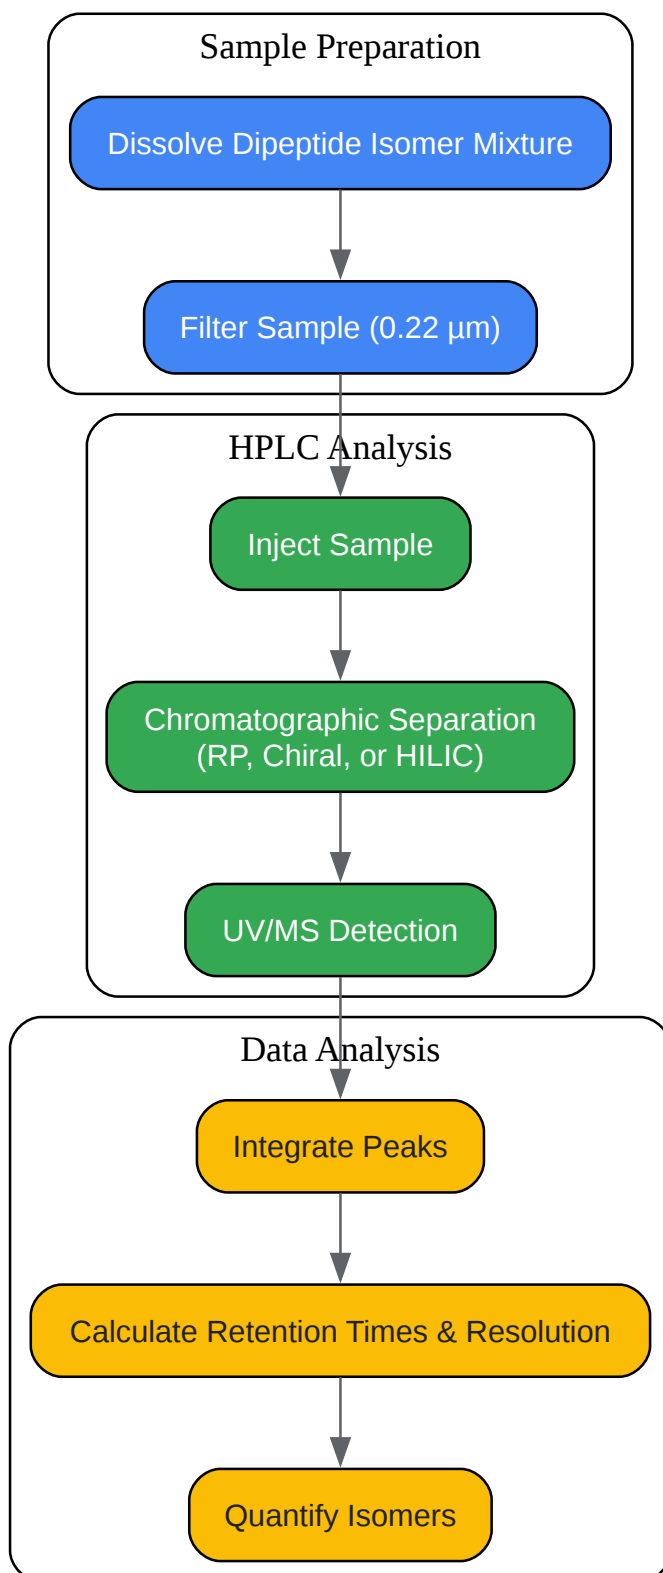 Sample Preparation
Dissolve Dipeptide Isomer Mixture
Filter Sample (0.22 µm)
HPLC Analysis
Inject Sample
Chromatographic Separation
(RP, Chiral, or HILIC)
UV/MS Detection
Data Analysis
Integrate Peaks
Calculate Retention Times & Resolution
Quantify Isomers